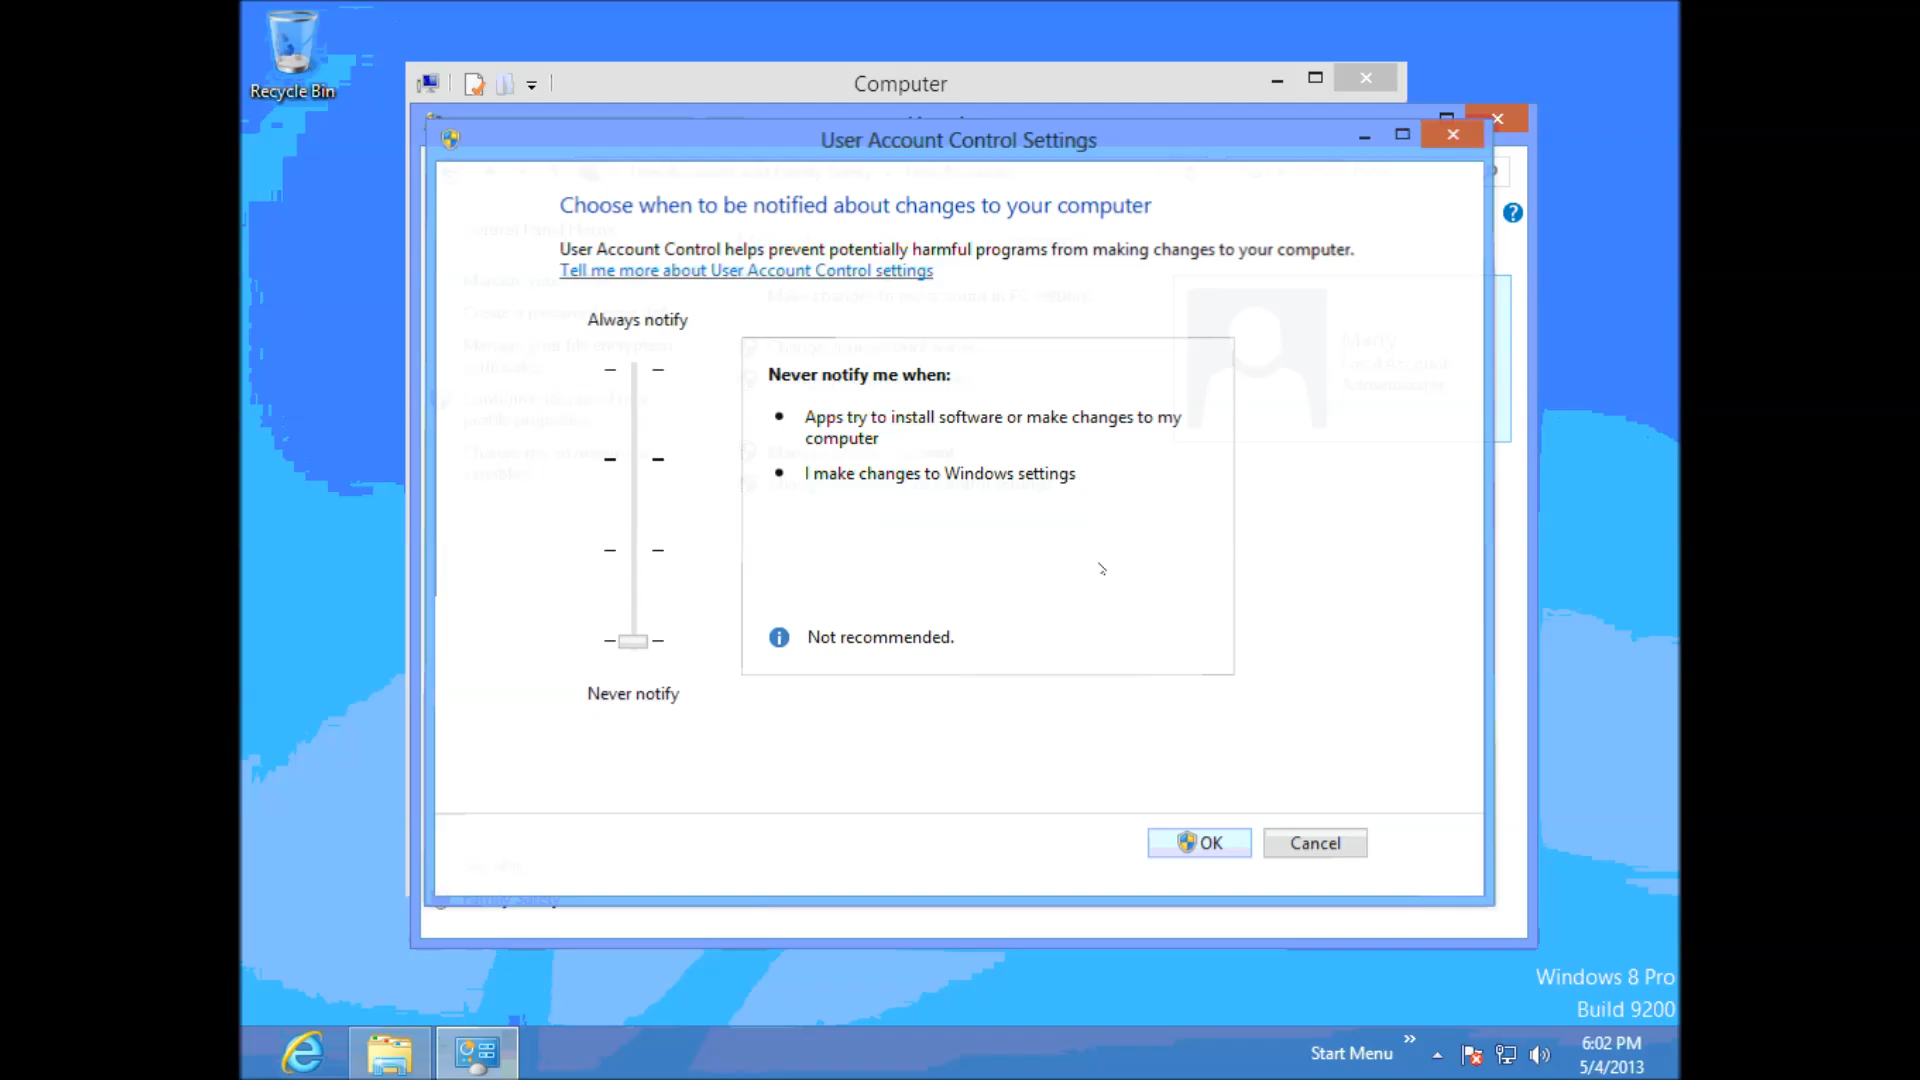 Recycle Bin
Computer
User Account Control Settings
Choose when to be notified about changes to your computer
User Account Control helps prevent potentially harmful programs from making changes to your computer.
Tell me more about User Account Control settings
Always notify
Never notify me when:
Apps try to install software or make changes to my
computer
I make changes to Windows settings
Not recommended.
Never notify
OK
Cancel
Family Safety
Windows 8 Pro
Build 9200
Start Menu
6:02 PM
5/4/2013